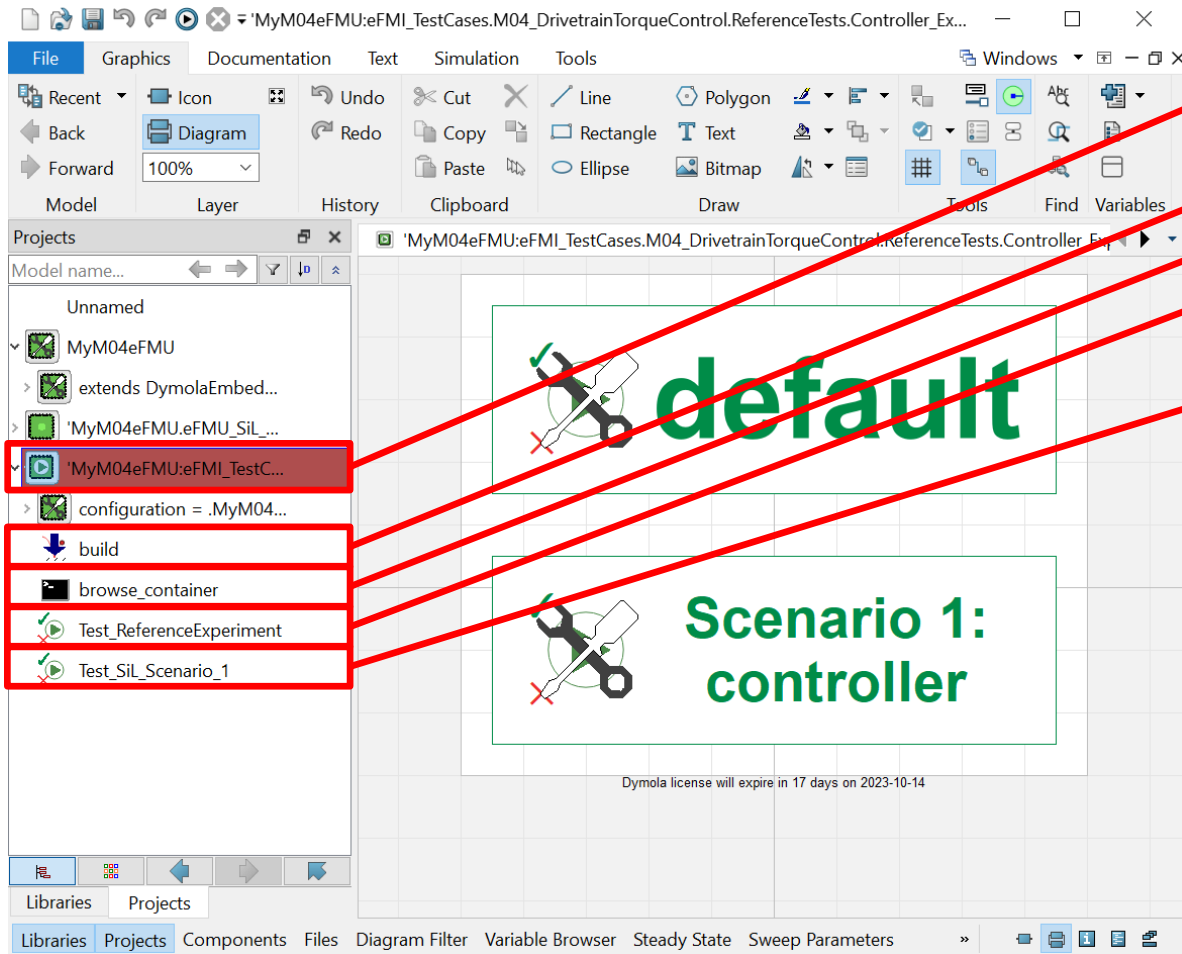 'MyM04eFMU:eFMI_TestCases.M04_DrivetrainTorqueControl.ReferenceTests.Controller_Ex...
File Graphics Documentation Text Simulation Tools Windows
Recent Icon Undo Cut Line Polygon
Back Diagram Redo Copy Rectangle Text
Forward 100% Paste Ellipse Bitmap
Model Layer History Clipboard Draw Tools Find Variables
Projects
'MyM04eFMU:eFMI_TestCases.M04_DrivetrainTorqueControl.ReferenceTests.Controller_Exp
Model name...
Unnamed
MyM04eFMU
extends DymolaEmbed...
'MyM04eFMU.eFMU_SiL_...
'MyM04eFMU:eFMI_TestC...
configuration = .MyM04...
build
browse_container
Test_ReferenceExperiment
Test_SiL_Scenario_1
default
Scenario 1:
controller
Dymola license will expire in 17 days on 2023-10-14
Libraries Projects
Libraries Projects Components Files Diagram Filter Variable Browser Steady State Sweep Parameters »